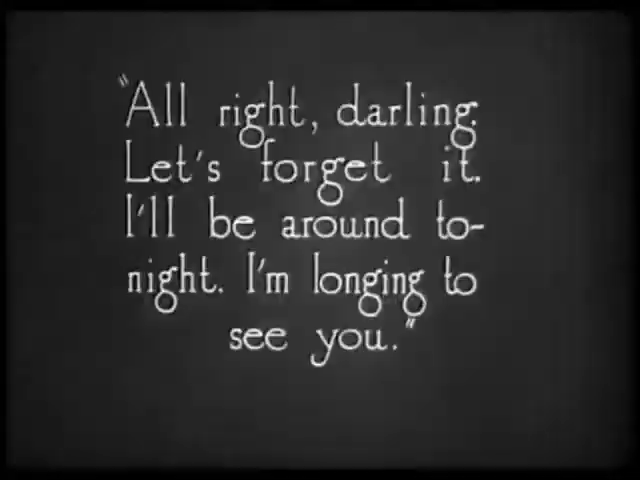 "All right, darling.
Let's forget it.
I'll be around to-
night. I'm longing to
see you."